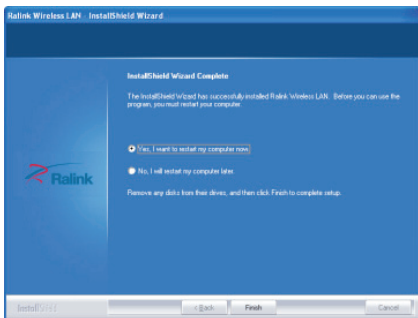 Ralink Wireless LAN - InstallShield Wizard
InstallShield Wizard Complete
The InstallShield Wizard has successfully installed Ralink Wireless LAN. Before you can use the
program, you must restart your computer.
Yes, I want to restart my computer now.
No, I will restart my computer later.
Ralink
Remove any disks from their drives, and then click Finish to complete setup.
InstallShield
< Back
Finish
Cancel